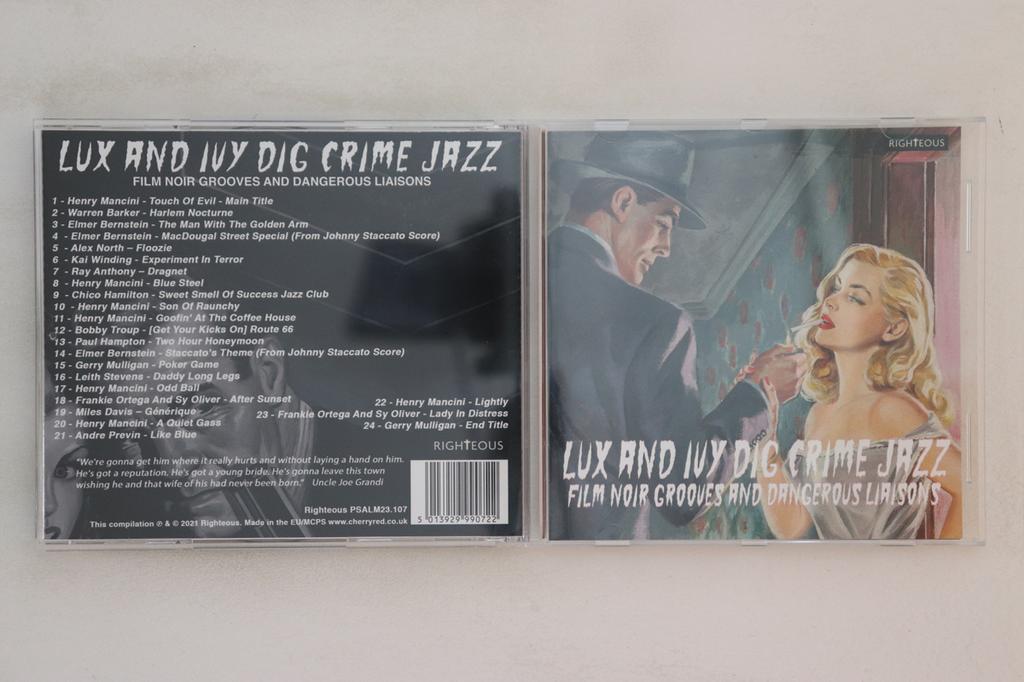 LUX AND IVY DIG CRIME JAZZ
FILM NOIR GROOVES AND DANGEROUS LIAISONS
1 - Henry Mancini - Touch Of Evil - Main Title
2 - Warren Barker - Harlem Nocturne
3 - Elmer Bernstein - The Man With The Golden Arm
4 - Elmer Bernstein - MacDougal Street Special (From Johnny Staccato Score)
5 - Alex North – Floozie
6 - Kai Winding - Experiment In Terror
7 - Ray Anthony – Dragnet
8 - Henry Mancini - Blue Steel
9 - Chico Hamilton - Sweet Smell Of Success Jazz Club
10 - Henry Mancini - Son Of Raunchy
11 - Henry Mancini - Goofin' At The Coffee House
12 - Bobby Troup - [Get Your Kicks On] Route 66
13 - Paul Hampton - Two Hour Honeymoon
14 - Elmer Bernstein - Staccato's Theme (From Johnny Staccato Score)
15 - Gerry Mulligan - Poker Game
16 - Leith Stevens - Daddy Long Legs
17 - Henry Mancini - Odd Ball
18 - Frankie Ortega And Sy Oliver - After Sunset
19 - Miles Davis – Générique
20 - Henry Mancini - A Quiet Gass
21 - Andre Previn - Like Blue
22 - Henry Mancini - Lightly
23 - Frankie Ortega And Sy Oliver - Lady In Distress
24 - Gerry Mulligan - End Title
RIGHTEOUS
"We're gonna get him where it really hurts and without laying a hand on him.
He's got a reputation. He's got a young bride. He's gonna leave this town
wishing he and that wife of his had never been born." Uncle Joe Grandi
Righteous PSALM23.107
This compilation ℗ & © 2021 Righteous. Made in the EU/MCPS www.cherryred.co.uk
5 013929 990722
RIGHTEOUS
LUX AND IVY DIG CRIME JAZZ
FILM NOIR GROOVES AND DANGEROUS LIAISONS